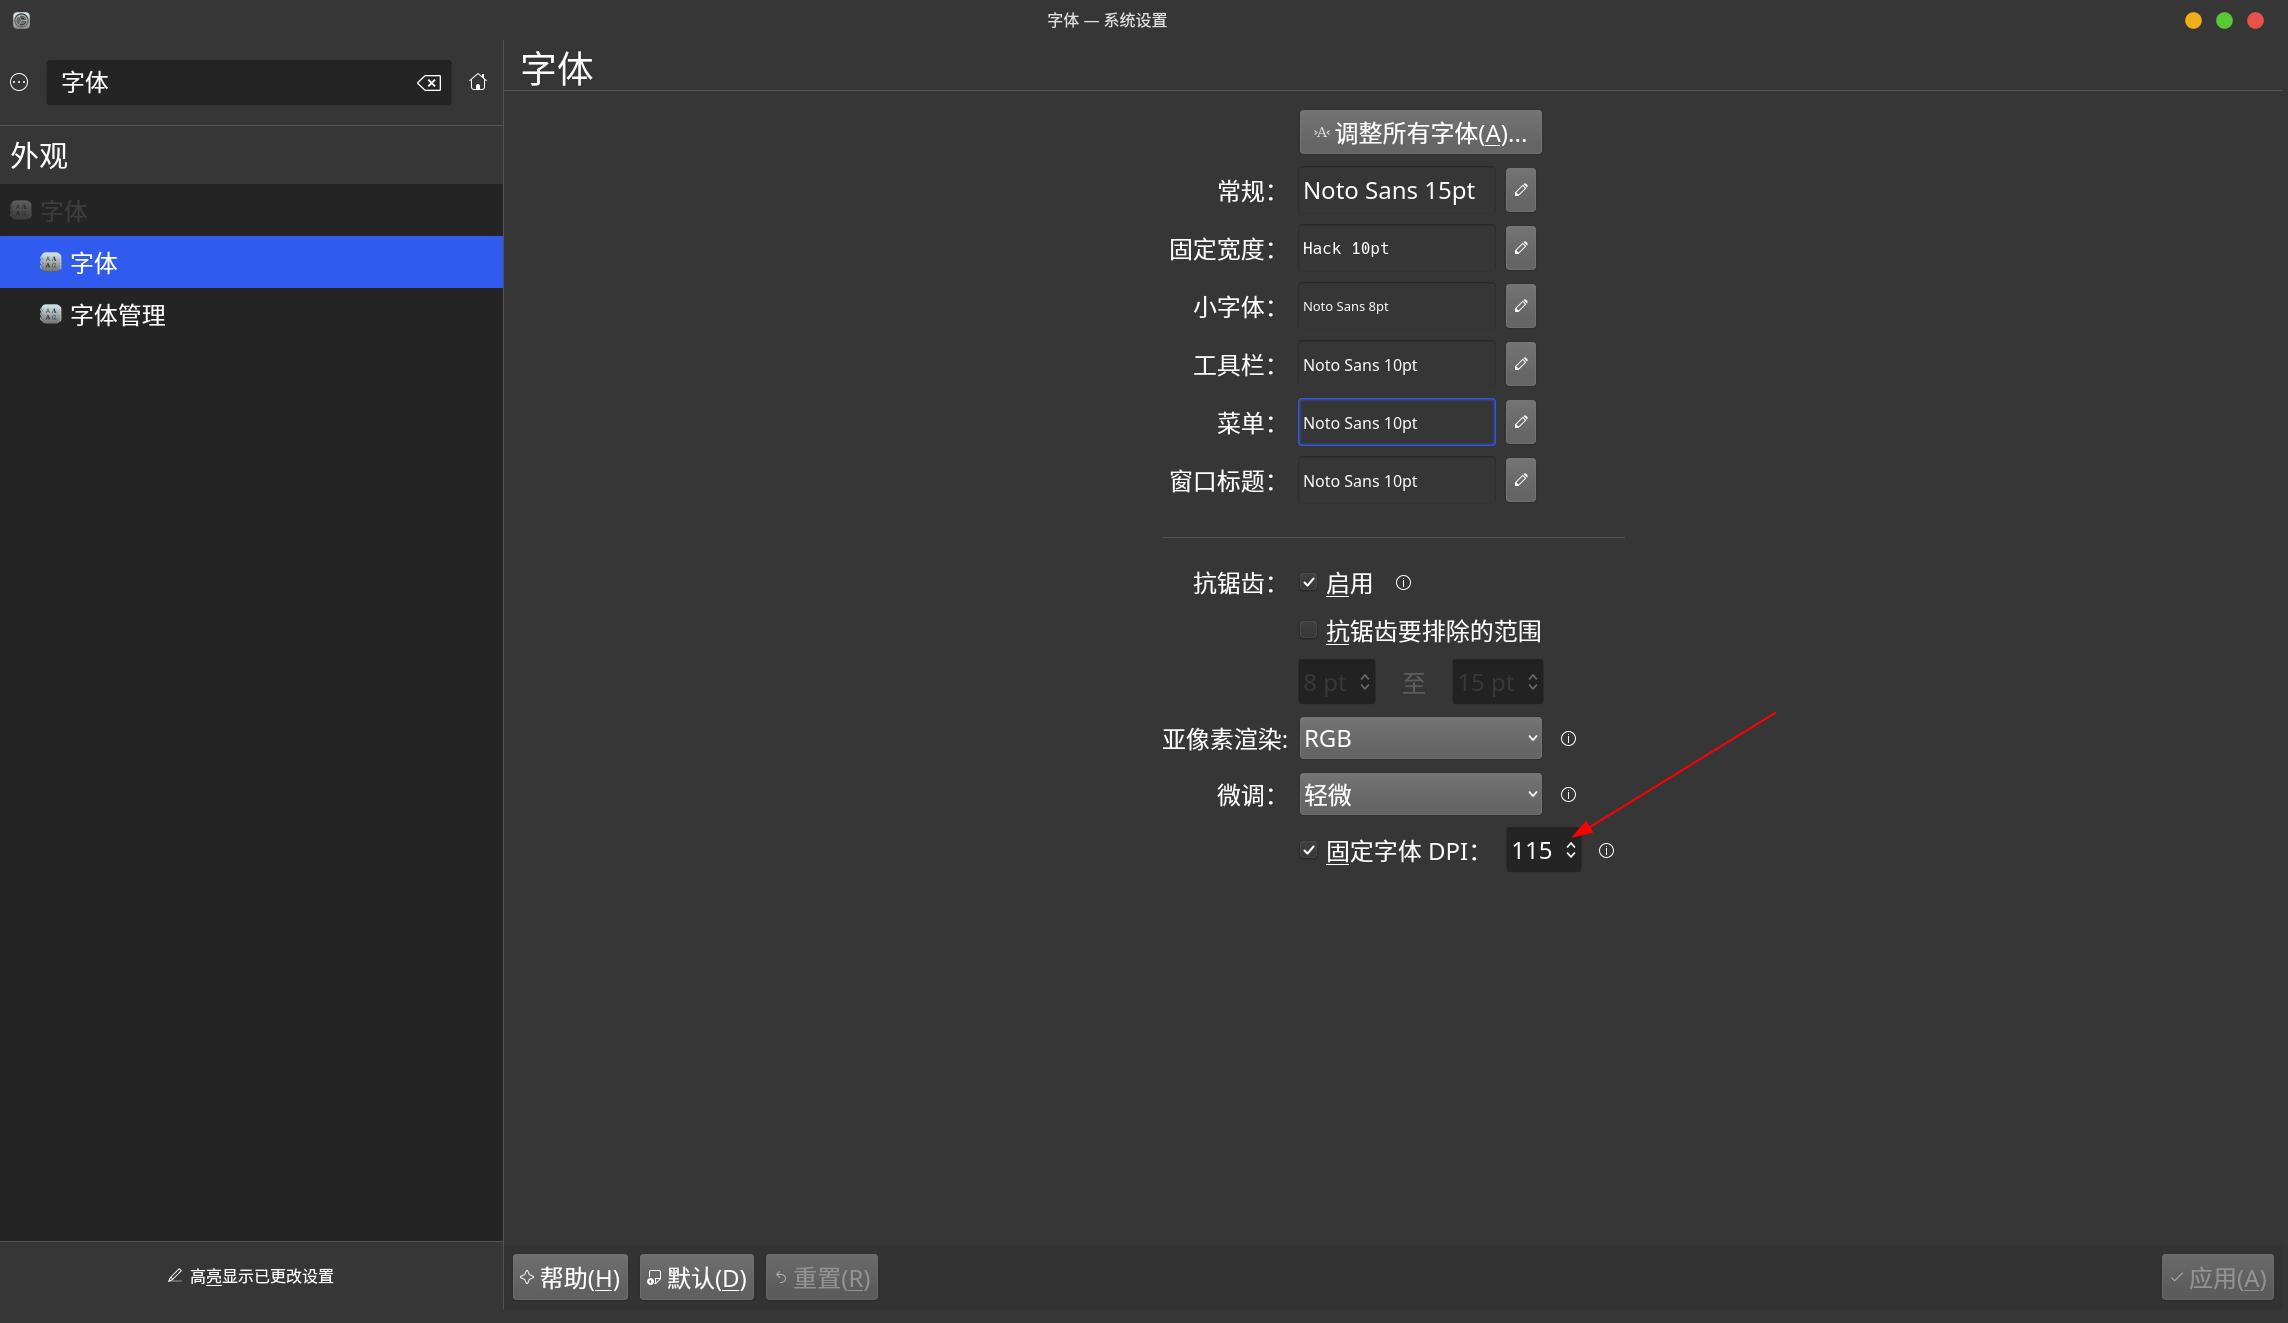 字体 — 系统设置
字体
外观
字体
字体
字体管理
高亮显示已更改设置
字体
调整所有字体(A)...
常规：
Noto Sans 15pt
固定宽度：
Hack 10pt
小字体：
Noto Sans 8pt
工具栏：
Noto Sans 10pt
菜单：
Noto Sans 10pt
窗口标题：
Noto Sans 10pt
抗锯齿：
启用
抗锯齿要排除的范围
8 pt 至 15 pt
亚像素渲染:
RGB
微调：
轻微
固定字体 DPI：
115
帮助(H)
默认(D)
重置(R)
应用(A)